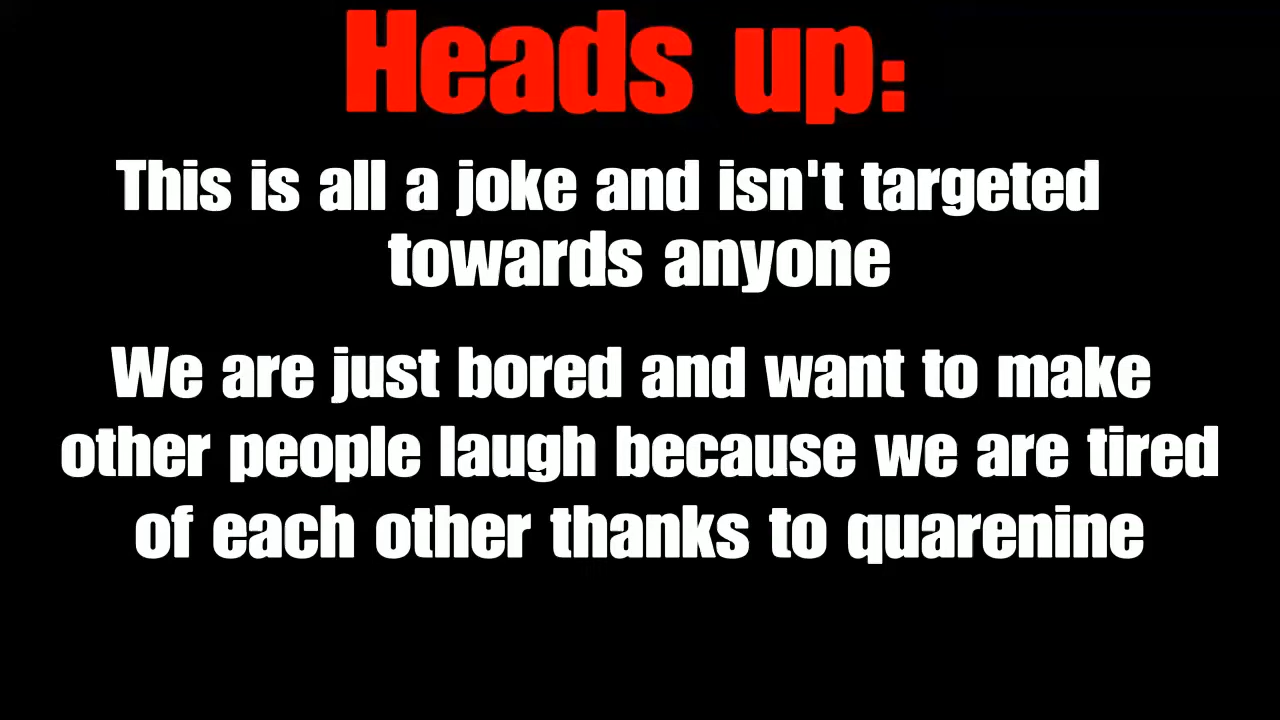 Heads up:
This is all a joke and isn't targeted
towards anyone
We are just bored and want to make
other people laugh because we are tired
of each other thanks to quarenine